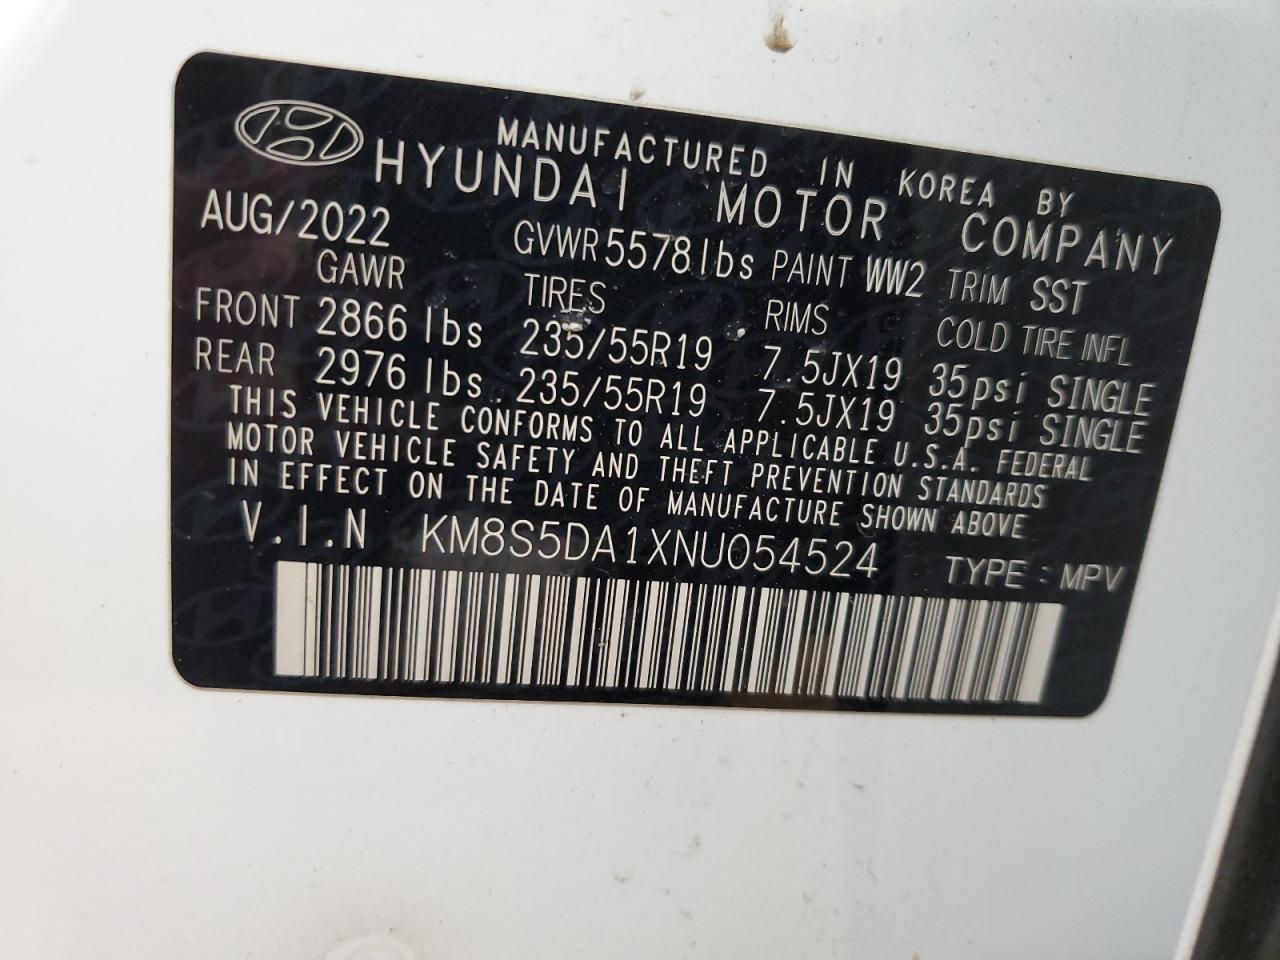 MANUFACTURED IN KOREA BY
HYUNDAI MOTOR COMPANY
AUG/2022 GVWR 5578lbs PAINT WW2 TRIM SST
GAWR TIRES RIMS COLD TIRE INFL
FRONT 2866 lbs 235/55R19 7.5JX19 35psi SINGLE
REAR 2976 lbs 235/55R19 7.5JX19 35psi SINGLE
THIS VEHICLE CONFORMS TO ALL APPLICABLE U.S.A. FEDERAL
MOTOR VEHICLE SAFETY AND THEFT PREVENTION STANDARDS
IN EFFECT ON THE DATE OF MANUFACTURE SHOWN ABOVE
V.I.N KM8S5DA1XNU054524 TYPE : MPV